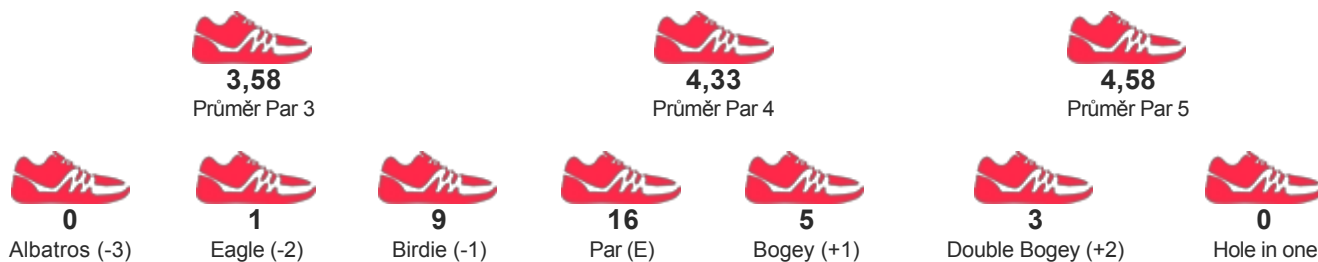 3,58 4,33 4,58
Průměr Par 3 Průměr Par 4 Průměr Par 5
0 1 9 16 5 3 0
Albatros (-3) Eagle (-2) Birdie (-1) Par (E) Bogey (+1) Double Bogey (+2) Hole in one